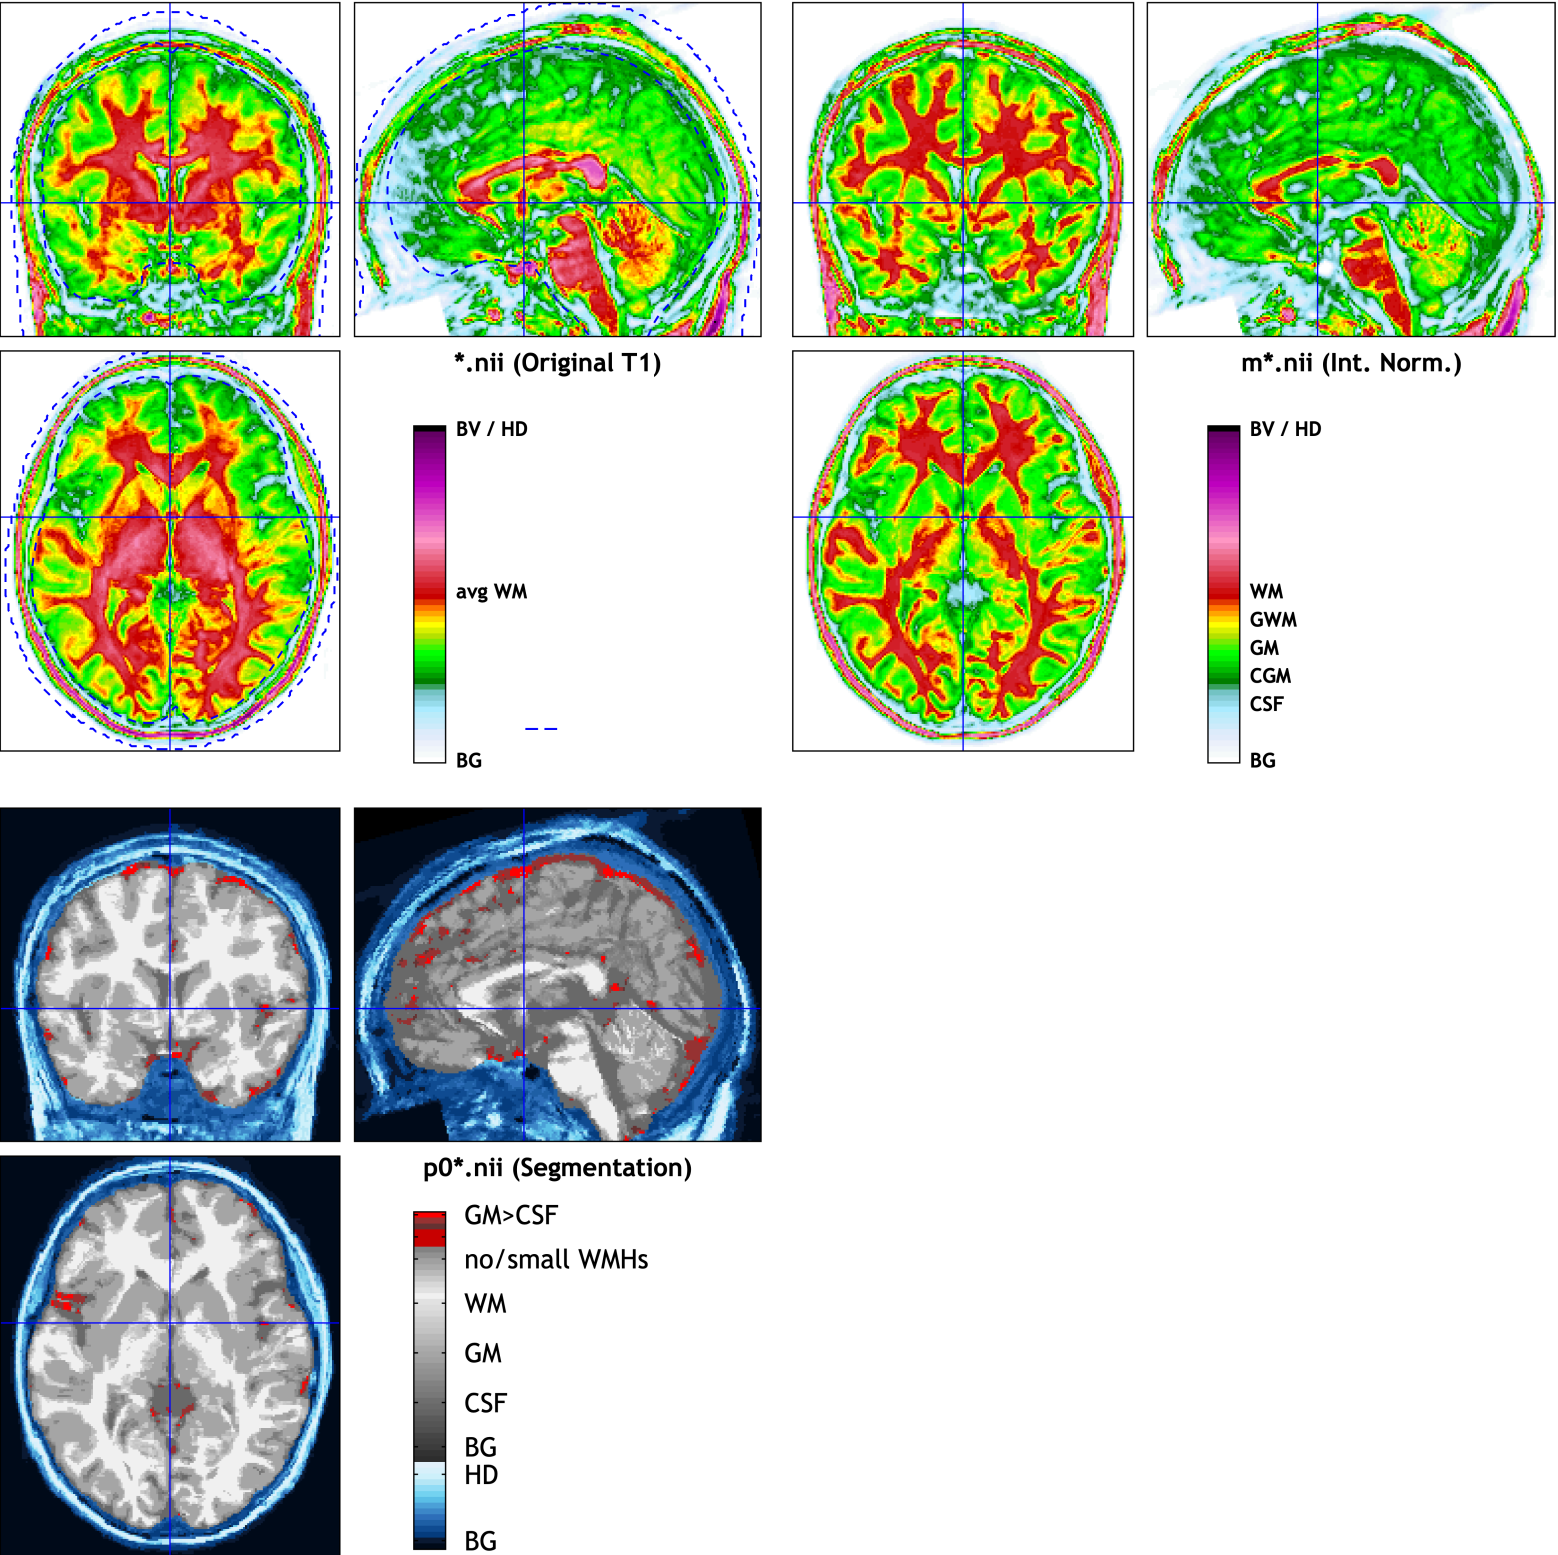 *.nii (Original T1)
BV / HD
avg WM
BG
m*.nii (Int. Norm.)
BV / HD
WM
GWM
GM
CGM
CSF
BG
p0*.nii (Segmentation)
GM>CSF
no/small WMHs
WM
GM
CSF
BG
HD
BG